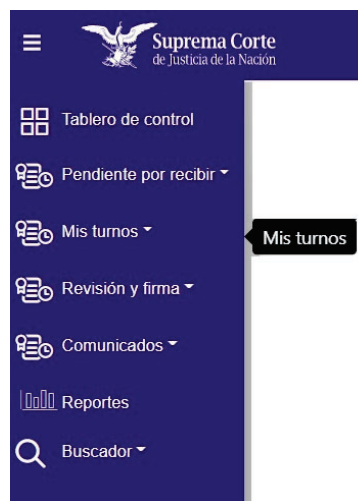 Suprema Corte
de Justicia de la Nación
Tablero de control
Pendiente por recibir
Mis turnos
Mis turnos
Revisión y firma
Comunicados
Reportes
Buscador